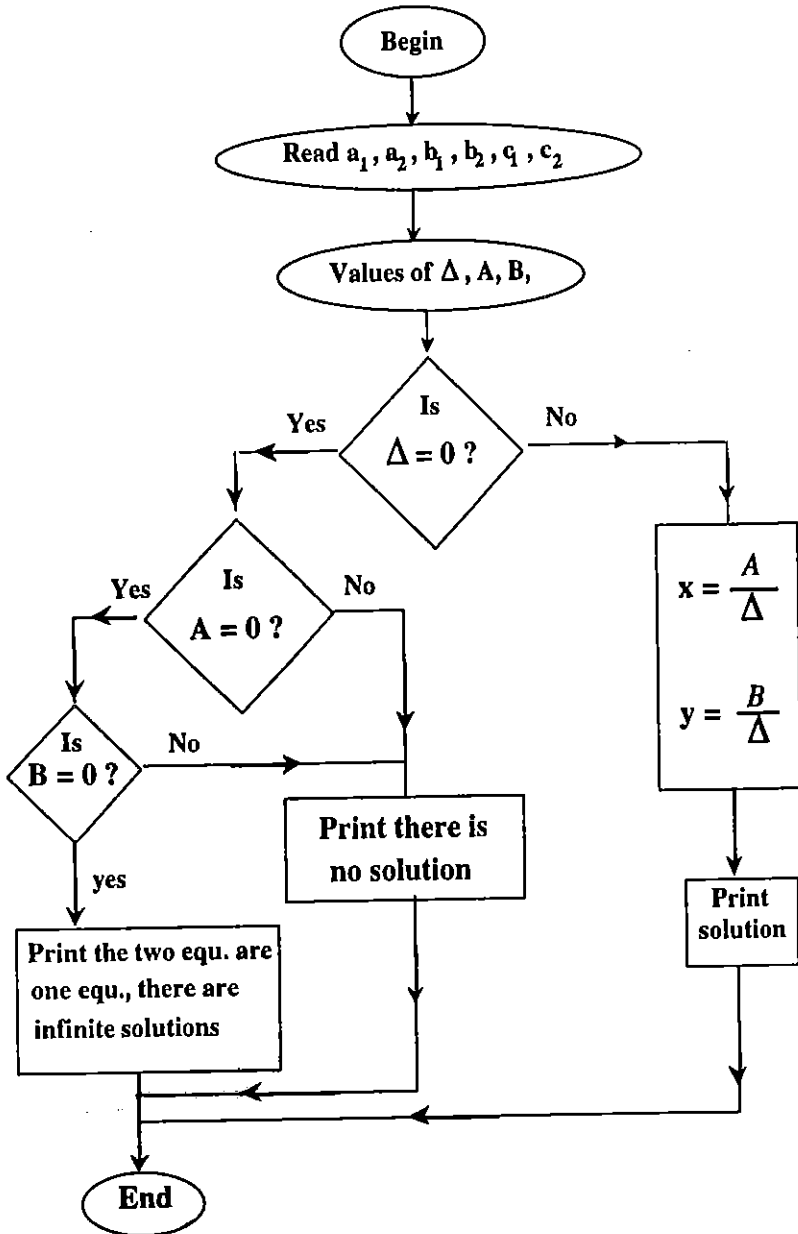 Begin
Read a₁, a₂, b₁, b₂, c₁, c₂
Values of Δ, A, B,
Is
Δ = 0 ?
Yes
No
Is
A = 0 ?
Yes
No
x = A/Δ
y = B/Δ
Is
B = 0 ?
No
yes
Print there is
no solution
Print
solution
Print the two equ. are
one equ., there are
infinite solutions
End